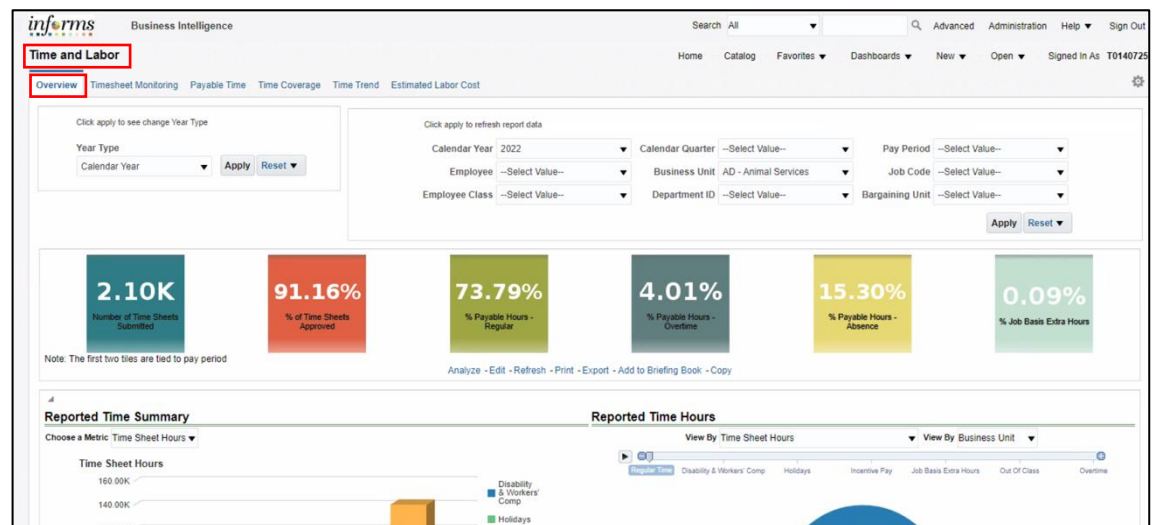 informs Business Intelligence Search All Advanced Administration Help Sign Out
Time and Labor Home Catalog Favorites Dashboards New Open Signed In As T0140725
Overview Timesheet Monitoring Payable Time Time Coverage Time Trend Estimated Labor Cost
Click apply to see change Year Type
Year Type
Calendar Year Apply Reset
Click apply to refresh report data
Calendar Year 2022 Calendar Quarter --Select Value-- Pay Period --Select Value--
Employee --Select Value-- Business Unit AD - Animal Services Job Code --Select Value--
Employee Class --Select Value-- Department ID --Select Value-- Bargaining Unit --Select Value--
Apply Reset
2.10K
Number of Time Sheets
Submitted
91.16%
% of Time Sheets
Approved
73.79%
% Payable Hours -
Regular
4.01%
% Payable Hours -
Overtime
15.30%
% Payable Hours -
Absence
0.09%
% Job Basis Extra Hours
Note: The first two tiles are tied to pay period
Analyze - Edit - Refresh - Print - Export - Add to Briefing Book - Copy
Reported Time Summary
Choose a Metric Time Sheet Hours
Time Sheet Hours
160.00K
140.00K
Disability
& Workers'
Comp
Holidays
Reported Time Hours
View By Time Sheet Hours View By Business Unit
Regular Time Disability & Workers' Comp Holidays Incentive Pay Job Basis Extra Hours Out Of Class Overtime